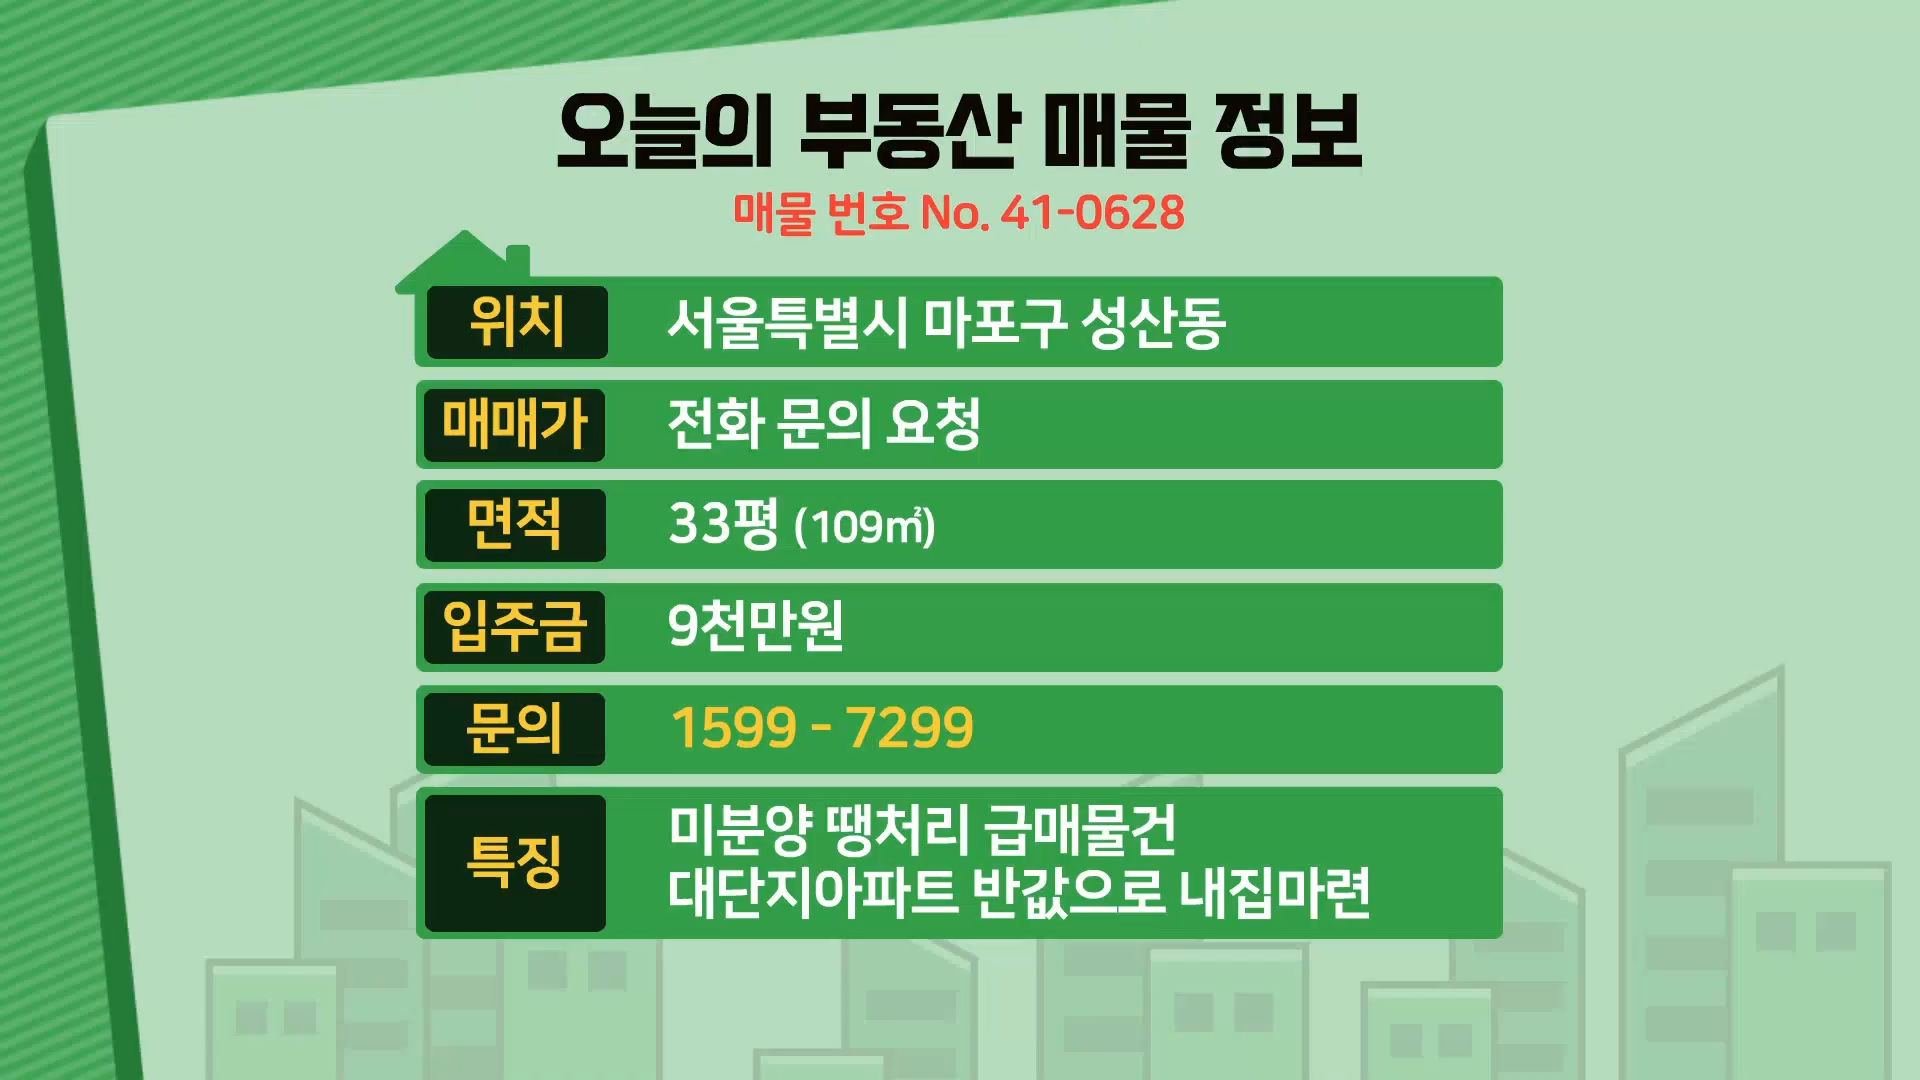 오늘의 부동산 매물 정보
매물 번호 No. 41-0628
위치 서울특별시 마포구 성산동
매매가 전화 문의 요청
면적 33평 (109㎡)
입주금 9천만원
문의 1599 - 7299
특징 미분양 땡처리 급매물건
대단지아파트 반값으로 내집마련